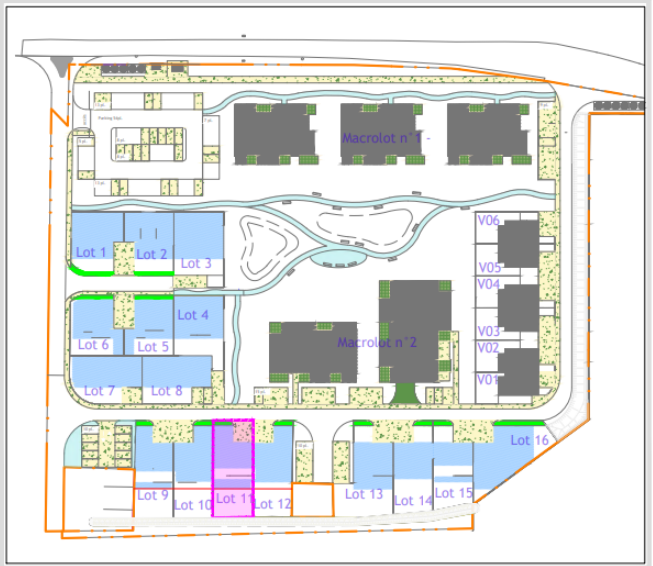 Parking Sept.
Macrolot n°1 -
V06
Lot 1
Lot 2
Lot 3
V05
V04
Lot 4
V03
Macrolot n°2
V02
Lot 6
Lot 5
V01
Lot 7
Lot 8
Lot 16
Lot 9
Lot 10
Lot 11
Lot 12
Lot 13
Lot 14
Lot 15